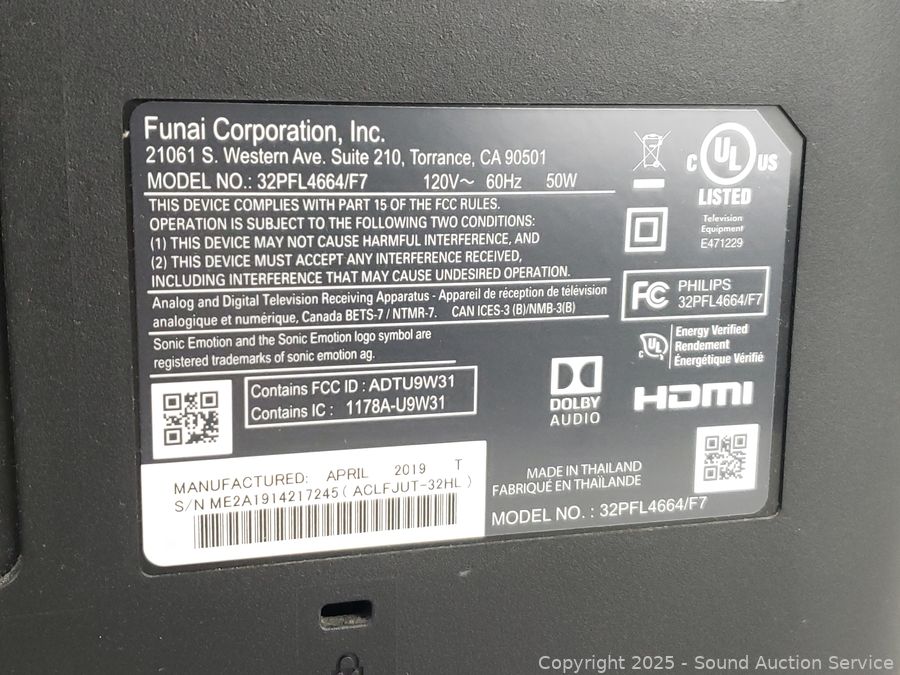 Funai Corporation, Inc.
21061 S. Western Ave. Suite 210, Torrance, CA 90501
MODEL NO.: 32PFL4664/F7 120V~ 60Hz 50W
THIS DEVICE COMPLIES WITH PART 15 OF THE FCC RULES.
OPERATION IS SUBJECT TO THE FOLLOWING TWO CONDITIONS:
(1) THIS DEVICE MAY NOT CAUSE HARMFUL INTERFERENCE, AND
(2) THIS DEVICE MUST ACCEPT ANY INTERFERENCE RECEIVED,
INCLUDING INTERFERENCE THAT MAY CAUSE UNDESIRED OPERATION.
Analog and Digital Television Receiving Apparatus - Appareil de réception de télévision
analogique et numérique, Canada BETS-7 / NTMR-7. CAN ICES-3 (B)/NMB-3(B)
Sonic Emotion and the Sonic Emotion logo symbol are
registered trademarks of sonic emotion ag.
Contains FCC ID : ADTU9W31
Contains IC : 1178A-U9W31
MANUFACTURED: APRIL 2019 T
S/N ME2A1914217245 ( ACLFJUT-32HL )
C UL US
LISTED
Television
Equipment
E471229
FC PHILIPS
32PFL4664/F7
C UL
Energy Verified
Rendement
Énergétique Vérifié
DOLBY
AUDIO
HDMI
MADE IN THAILAND
FABRIQUÉ EN THAÏLANDE
MODEL NO. : 32PFL4664/F7
Copyright © 2025 - Sound Auction Service